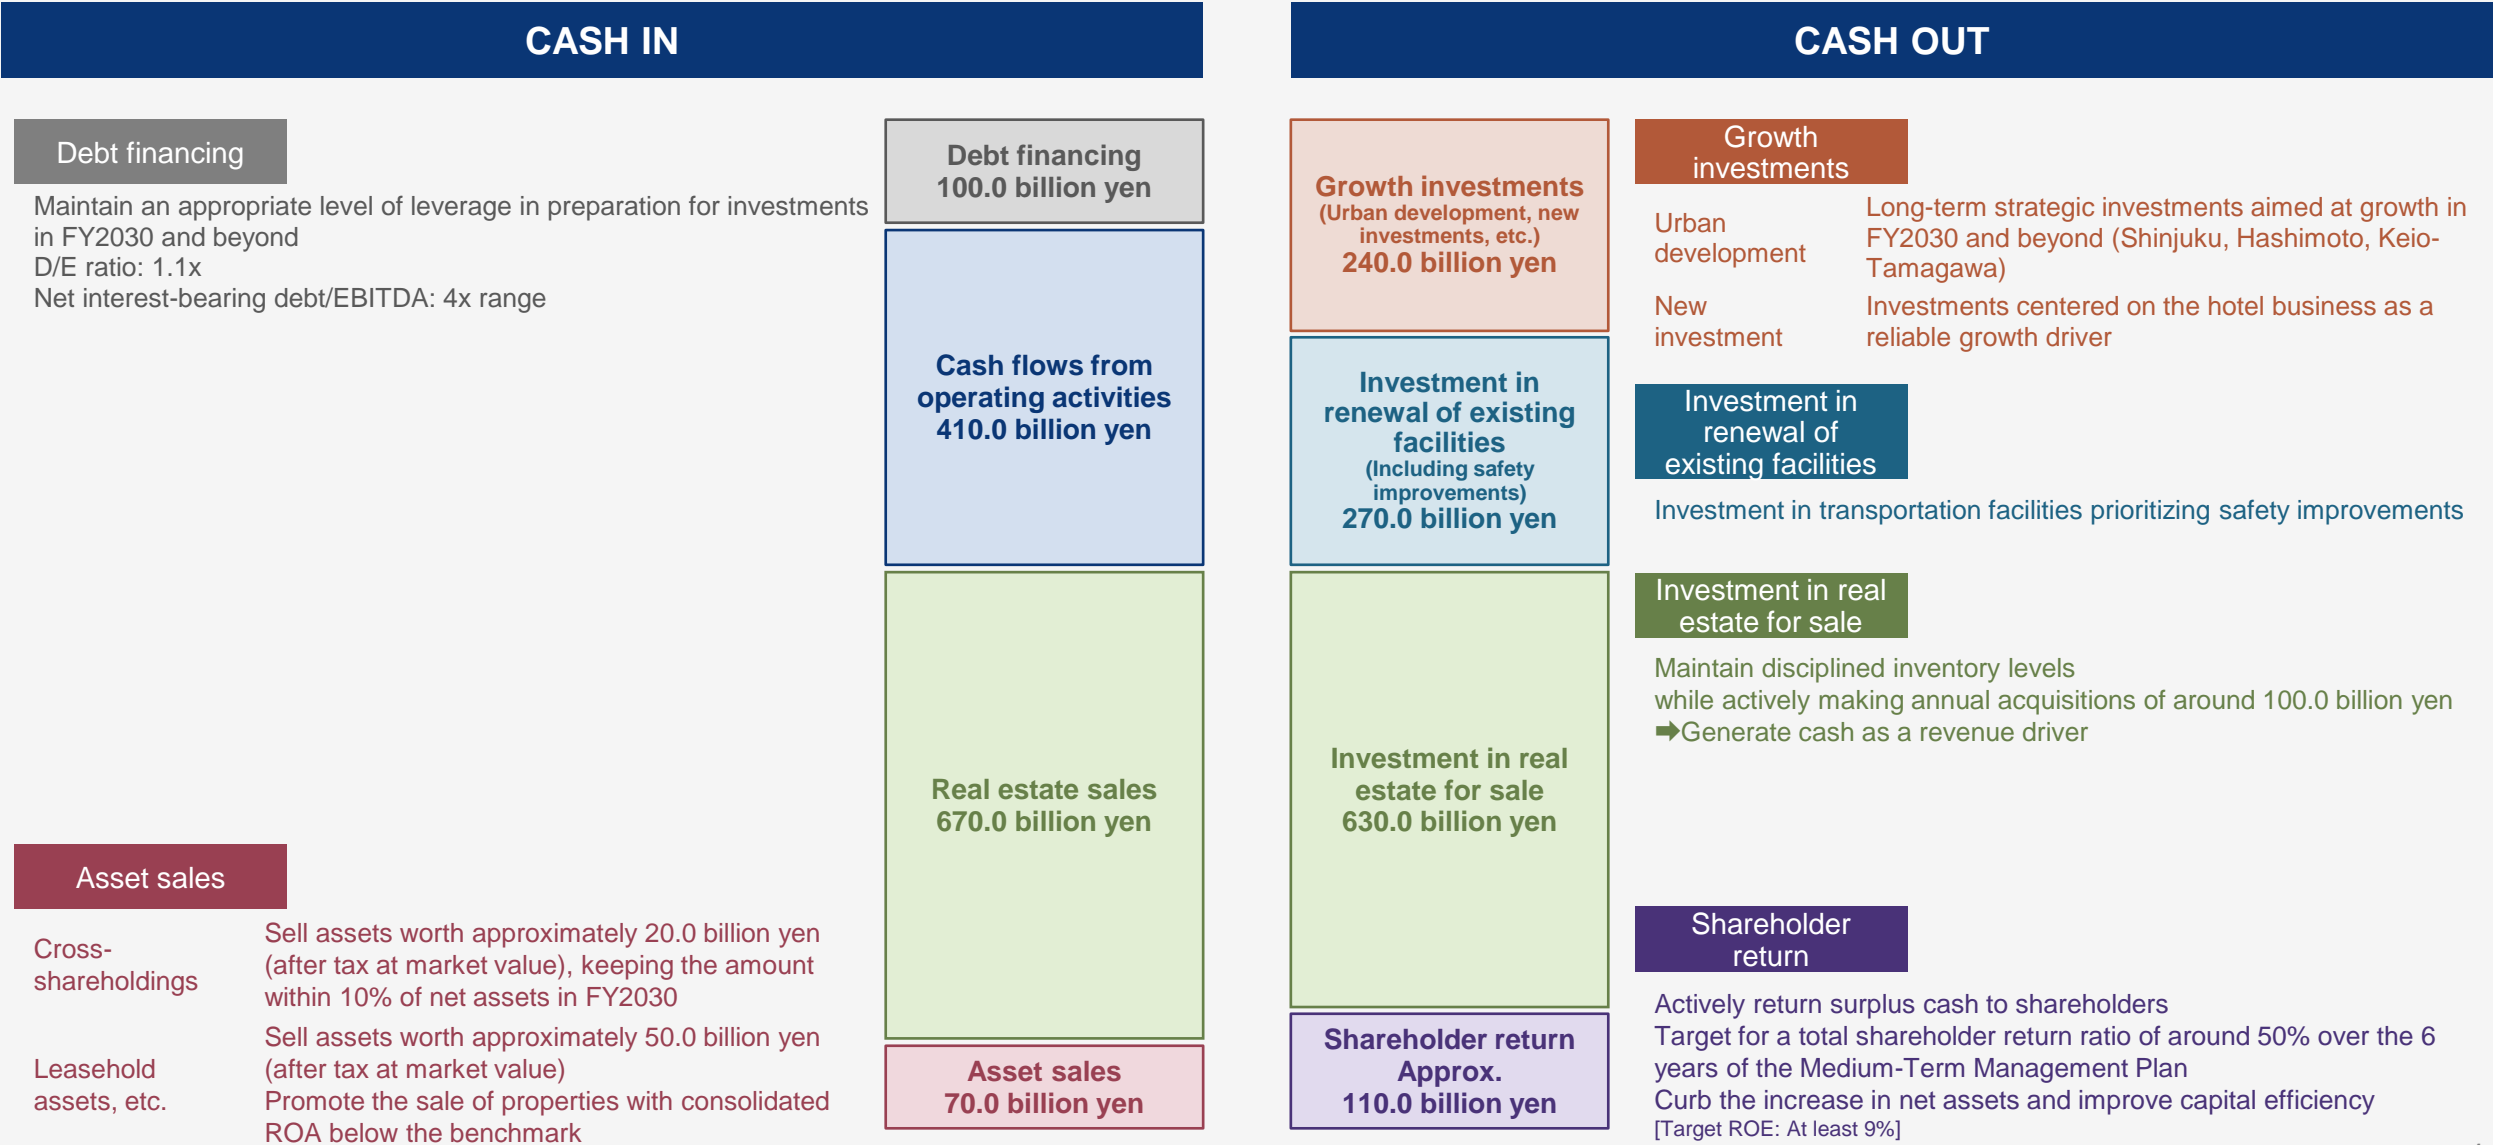 CASH IN
Debt financing
Maintain an appropriate level of leverage in preparation for investments
in FY2030 and beyond
D/E ratio: 1.1x
Net interest-bearing debt/EBITDA: 4x range
Asset sales
Cross-
shareholdings
Sell assets worth approximately 20.0 billion yen
(after tax at market value), keeping the amount
within 10% of net assets in FY2030
Leasehold
assets, etc.
Sell assets worth approximately 50.0 billion yen
(after tax at market value)
Promote the sale of properties with consolidated
ROA below the benchmark
Debt financing
100.0 billion yen
Cash flows from
operating activities
410.0 billion yen
Real estate sales
670.0 billion yen
Asset sales
70.0 billion yen
CASH OUT
Growth investments
(Urban development, new
investments, etc.)
240.0 billion yen
Investment in
renewal of existing
facilities
(Including safety
improvements)
270.0 billion yen
Investment in real
estate for sale
630.0 billion yen
Shareholder return
Approx.
110.0 billion yen
Growth
investments
Urban
development
Long-term strategic investments aimed at growth in
FY2030 and beyond (Shinjuku, Hashimoto, Keio-
Tamagawa)
New
investment
Investments centered on the hotel business as a
reliable growth driver
Investment in
renewal of
existing facilities
Investment in transportation facilities prioritizing safety improvements
Investment in real
estate for sale
Maintain disciplined inventory levels
while actively making annual acquisitions of around 100.0 billion yen
➡Generate cash as a revenue driver
Shareholder
return
Actively return surplus cash to shareholders
Target for a total shareholder return ratio of around 50% over the 6
years of the Medium-Term Management Plan
Curb the increase in net assets and improve capital efficiency
[Target ROE: At least 9%]